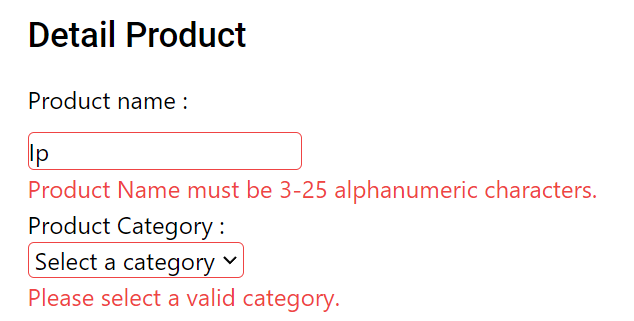 Detail Product
Product name :
Ip
Product Name must be 3-25 alphanumeric characters.
Product Category :
Select a category
Please select a valid category.